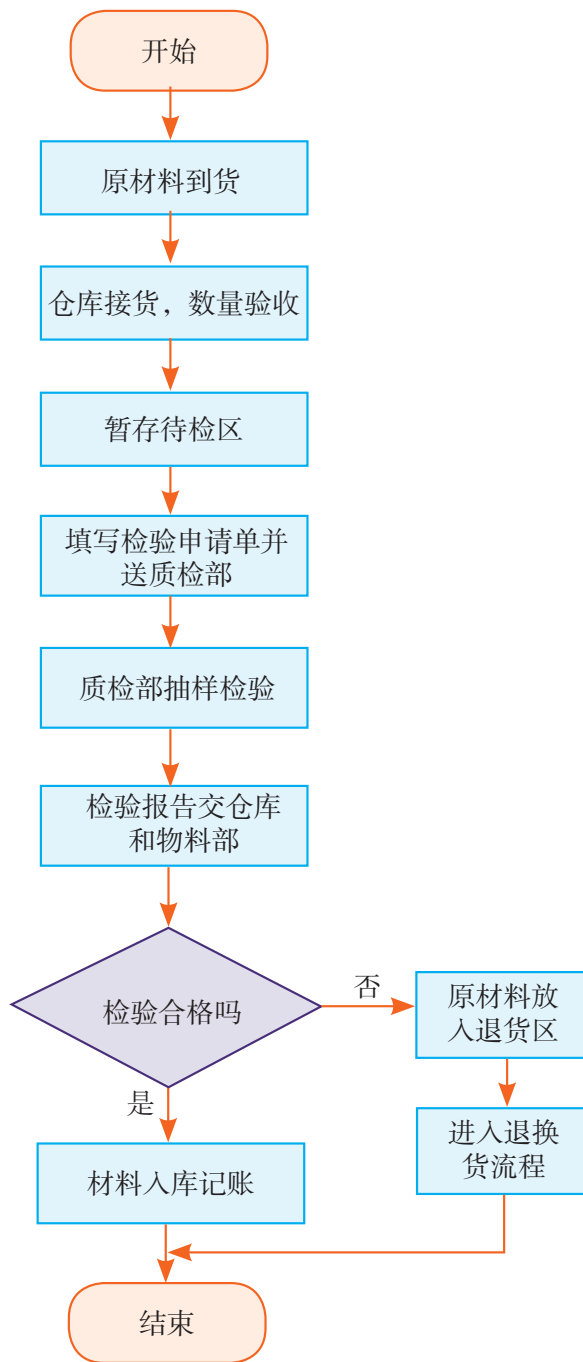 开始
原材料到货
仓库接货，数量验收
暂存待检区
填写检验申请单并
送质检部
质检部抽样检验
检验报告交仓库
和物料部
检验合格吗
否
原材料放
入退货区
是
进入退换
货流程
材料入库记账
结束